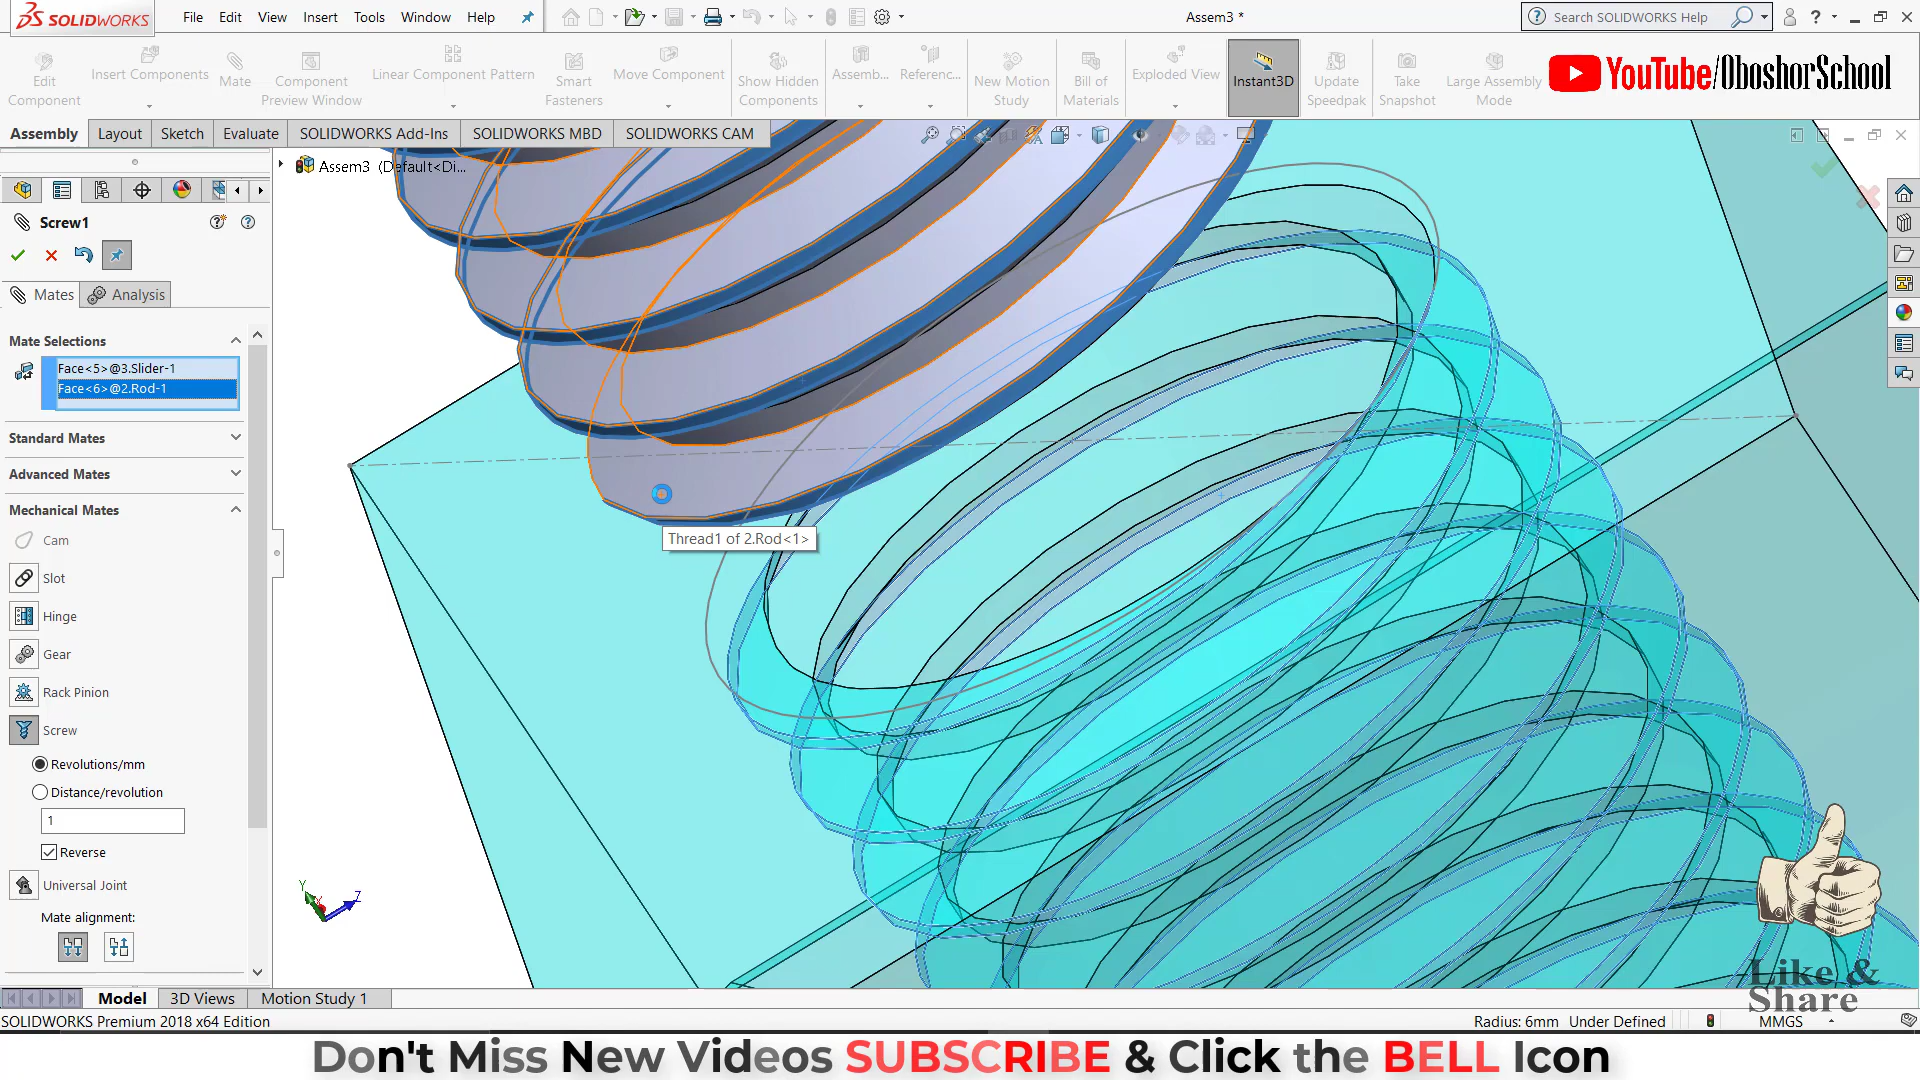 SOLIDWORKS File Edit View Insert Tools Window Help Assem3 * Search SOLIDWORKS Help
Edit Component
Insert Components
Mate
Component Preview Window
Linear Component Pattern
Smart Fasteners
Move Component
Show Hidden Components
Assemb...
Referenc...
New Motion Study
Bill of Materials
Exploded View
Instant3D
Update Speedpak
Take Snapshot
Large Assembly Mode
YouTube/OboshorSchool
Assembly Layout Sketch Evaluate SOLIDWORKS Add-Ins SOLIDWORKS MBD SOLIDWORKS CAM
Assem3 (Default<Di...
Screw1
Mates Analysis
Mate Selections
Face<5>@3.Slider-1
Face<6>@2.Rod-1
Standard Mates
Advanced Mates
Mechanical Mates
Cam
Slot
Hinge
Gear
Rack Pinion
Screw
Revolutions/mm
Distance/revolution
1
Reverse
Universal Joint
Mate alignment:
Thread1 of 2.Rod<1>
Y
Z
Like &
Share
Model 3D Views Motion Study 1
SOLIDWORKS Premium 2018 x64 Edition Radius: 6mm Under Defined MMGS
Don't Miss New Videos SUBSCRIBE & Click the BELL Icon